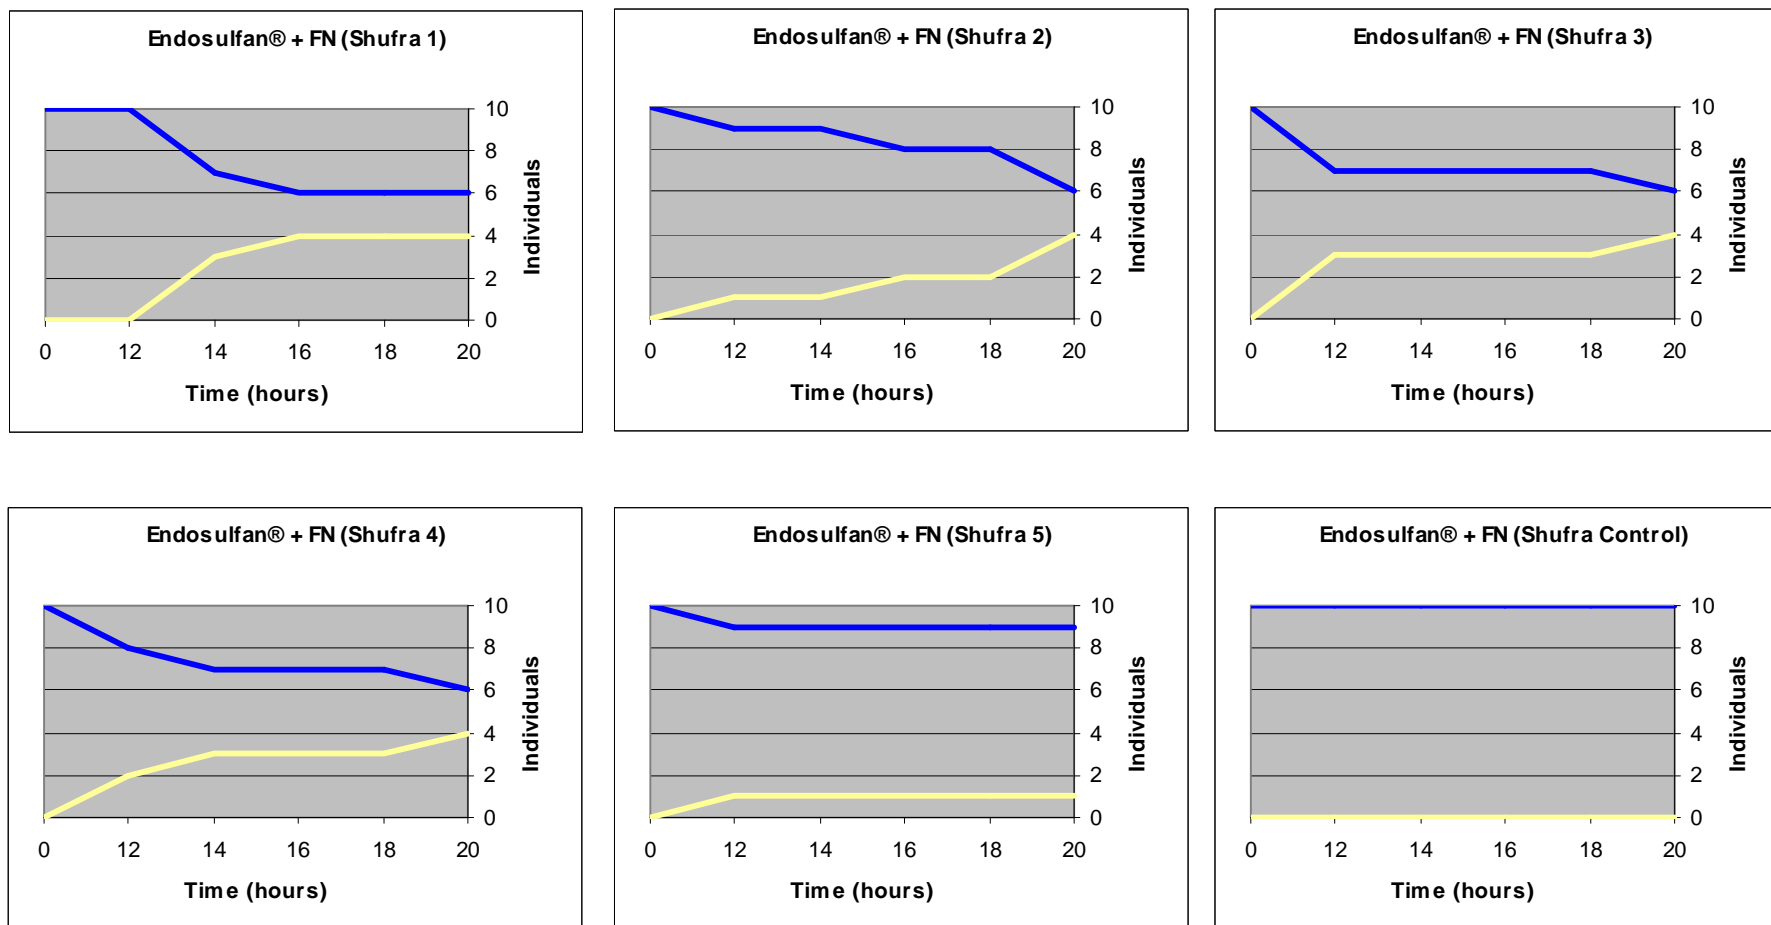 Endosulfan® + FN (Shufra 1)
10
8
6
4
2
0
Individuals
0 12 14 16 18 20
Time (hours)
Endosulfan® + FN (Shufra 2)
10
8
6
4
2
0
Individuals
0 12 14 16 18 20
Time (hours)
Endosulfan® + FN (Shufra 3)
10
8
6
4
2
0
Individuals
0 12 14 16 18 20
Time (hours)
Endosulfan® + FN (Shufra 4)
10
8
6
4
2
0
Individuals
0 12 14 16 18 20
Time (hours)
Endosulfan® + FN (Shufra 5)
10
8
6
4
2
0
Individuals
0 12 14 16 18 20
Time (hours)
Endosulfan® + FN (Shufra Control)
10
8
6
4
2
0
Individuals
0 12 14 16 18 20
Time (hours)